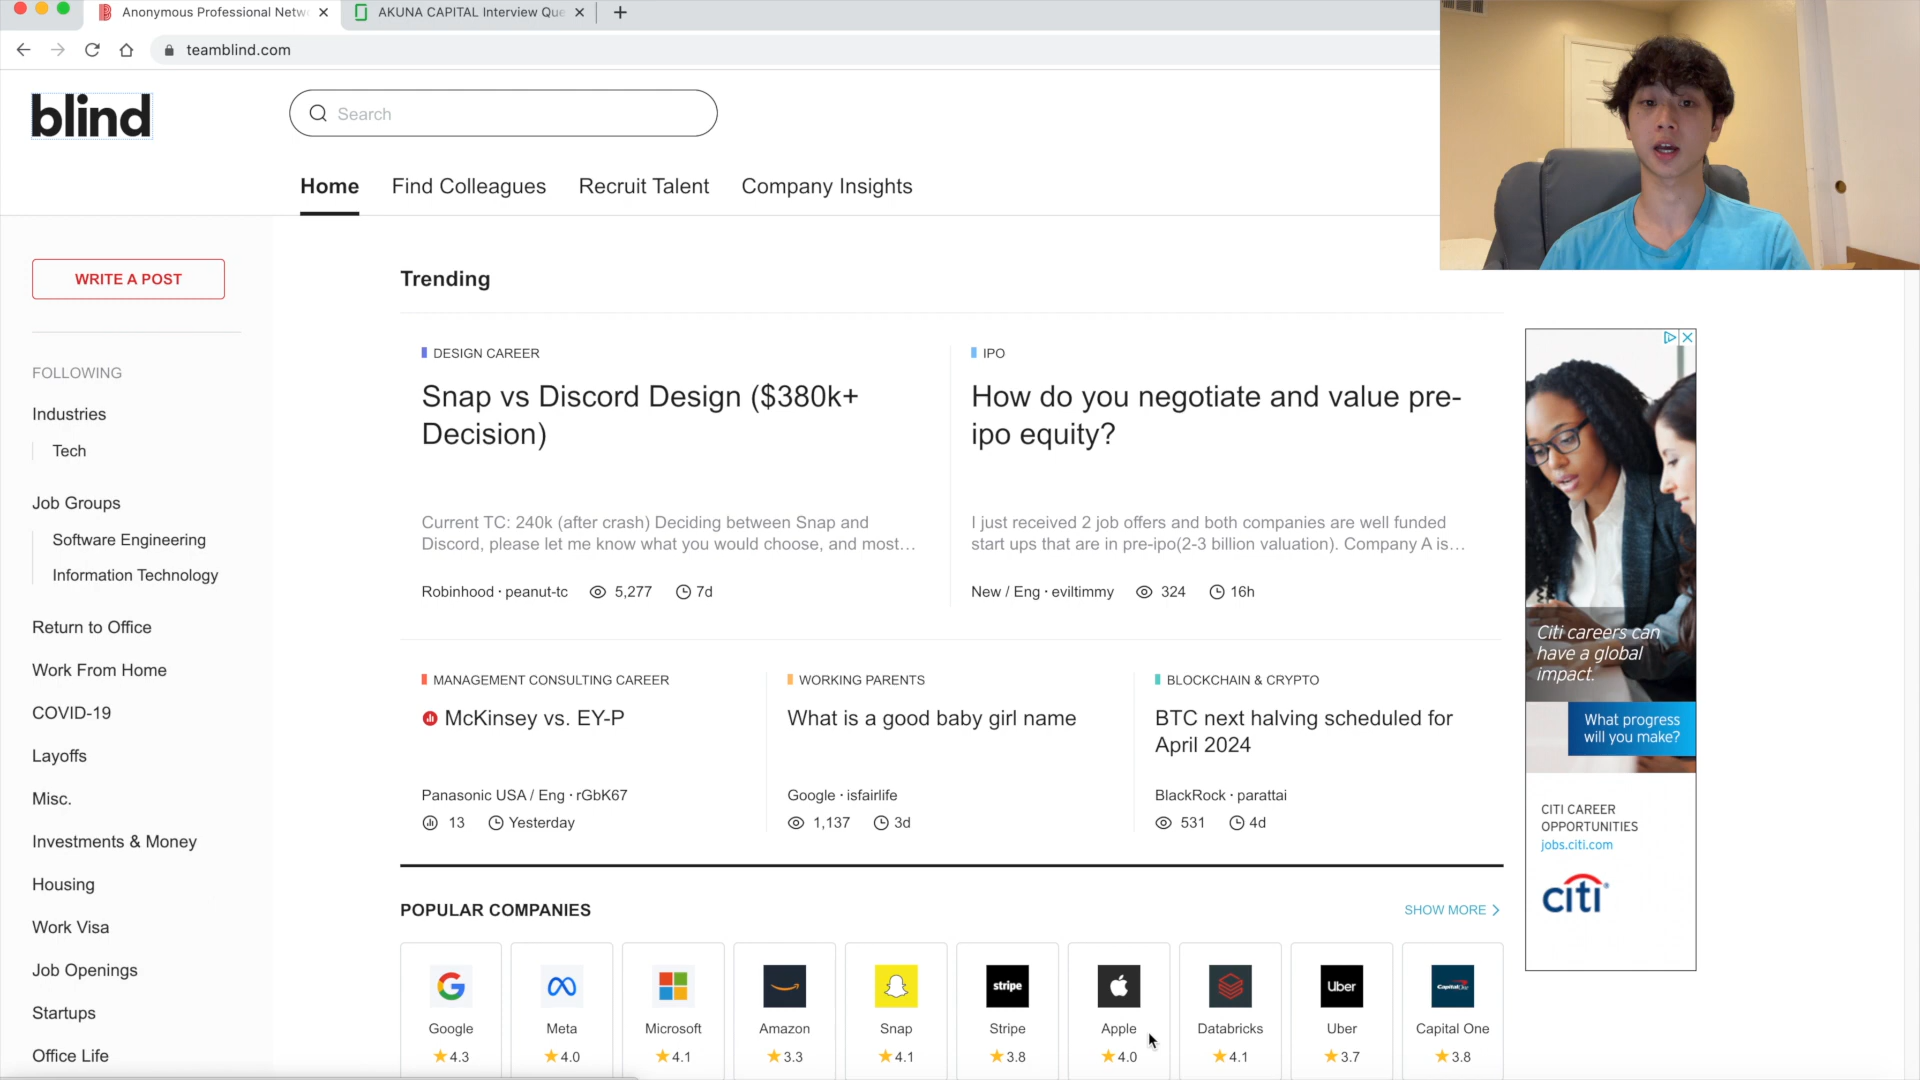 Anonymous Professional Netw
AKUNA CAPITAL Interview Que
teamblind.com
blind
Search
Home
Find Colleagues
Recruit Talent
Company Insights
WRITE A POST
FOLLOWING
Industries
Tech
Job Groups
Software Engineering
Information Technology
Return to Office
Work From Home
COVID-19
Layoffs
Misc.
Investments & Money
Housing
Work Visa
Job Openings
Startups
Office Life
Trending
DESIGN CAREER
Snap vs Discord Design ($380k+
Decision)
Current TC: 240k (after crash) Deciding between Snap and
Discord, please let me know what you would choose, and most...
Robinhood · peanut-tc 5,277 7d
IPO
How do you negotiate and value pre-
ipo equity?
I just received 2 job offers and both companies are well funded
start ups that are in pre-ipo(2-3 billion valuation). Company A is...
New / Eng · eviltimmy 324 16h
MANAGEMENT CONSULTING CAREER
McKinsey vs. EY-P
Panasonic USA / Eng · rGbK67
13 Yesterday
WORKING PARENTS
What is a good baby girl name
Google · isfairlife
1,137 3d
BLOCKCHAIN & CRYPTO
BTC next halving scheduled for
April 2024
BlackRock · parattai
531 4d
POPULAR COMPANIES
SHOW MORE
Google
4.3
Meta
4.0
Microsoft
4.1
Amazon
3.3
Snap
4.1
stripe
Stripe
3.8
Apple
4.0
Databricks
4.1
Uber
Uber
3.7
Capital One
Capital One
3.8
Citi careers can
have a global
impact.
What progress
will you make?
CITI CAREER
OPPORTUNITIES
jobs.citi.com
citi